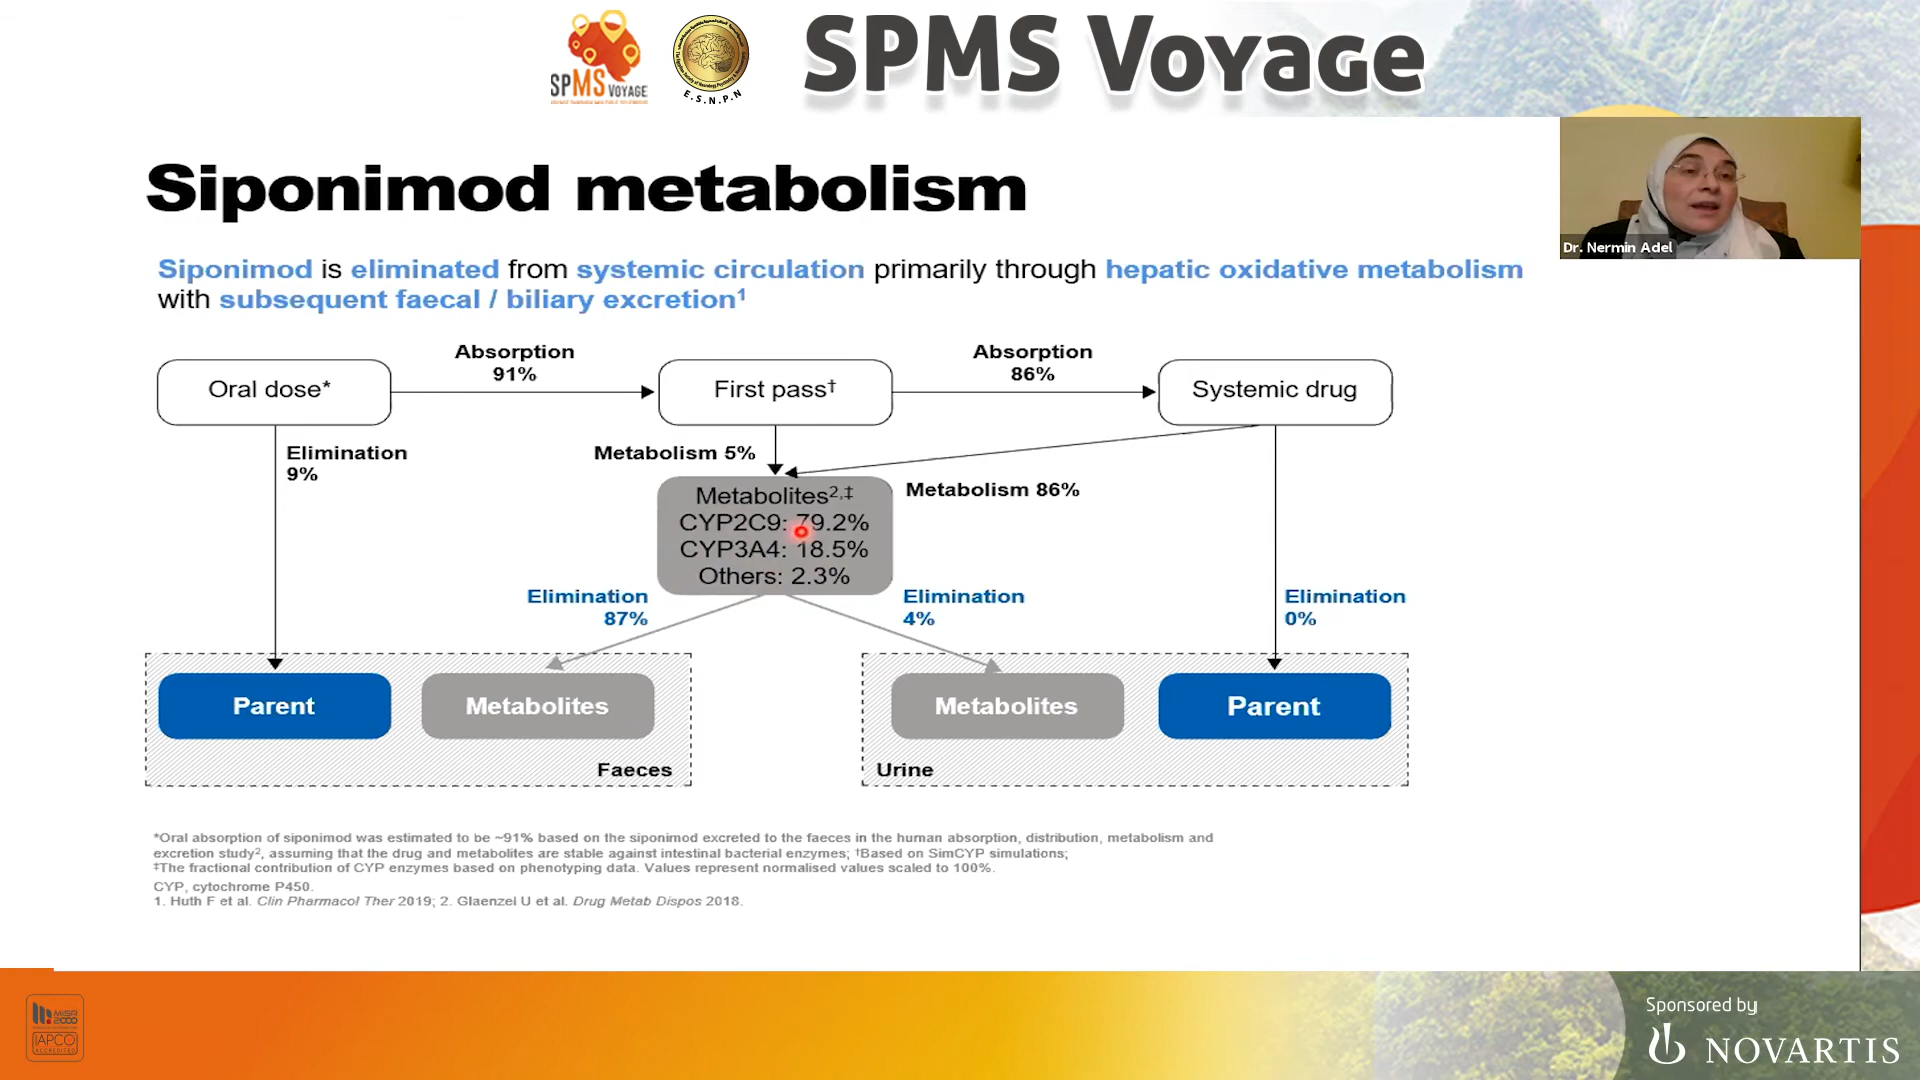 SPMS VOYAGE
E.S.N.P.N
SPMS Voyage
Dr. Nermin Adel
Siponimod metabolism
Siponimod is eliminated from systemic circulation primarily through hepatic oxidative metabolism
with subsequent faecal / biliary excretion¹
Oral dose*
Absorption
91%
First pass†
Absorption
86%
Systemic drug
Elimination
9%
Metabolism 5%
Metabolism 86%
Metabolites²,‡
CYP2C9: 79.2%
CYP3A4: 18.5%
Others: 2.3%
Elimination
87%
Elimination
4%
Elimination
0%
Parent
Metabolites
Faeces
Metabolites
Parent
Urine
*Oral absorption of siponimod was estimated to be ~91% based on the siponimod excreted to the faeces in the human absorption, distribution, metabolism and
excretion study², assuming that the drug and metabolites are stable against intestinal bacterial enzymes; †Based on SimCYP simulations;
‡The fractional contribution of CYP enzymes based on phenotyping data. Values represent normalised values scaled to 100%.
CYP, cytochrome P450.
1. Huth F et al. Clin Pharmacol Ther 2019; 2. Glaenzel U et al. Drug Metab Dispos 2018.
MISR
2000
IAPCO
ACCREDITED
Sponsored by
NOVARTIS